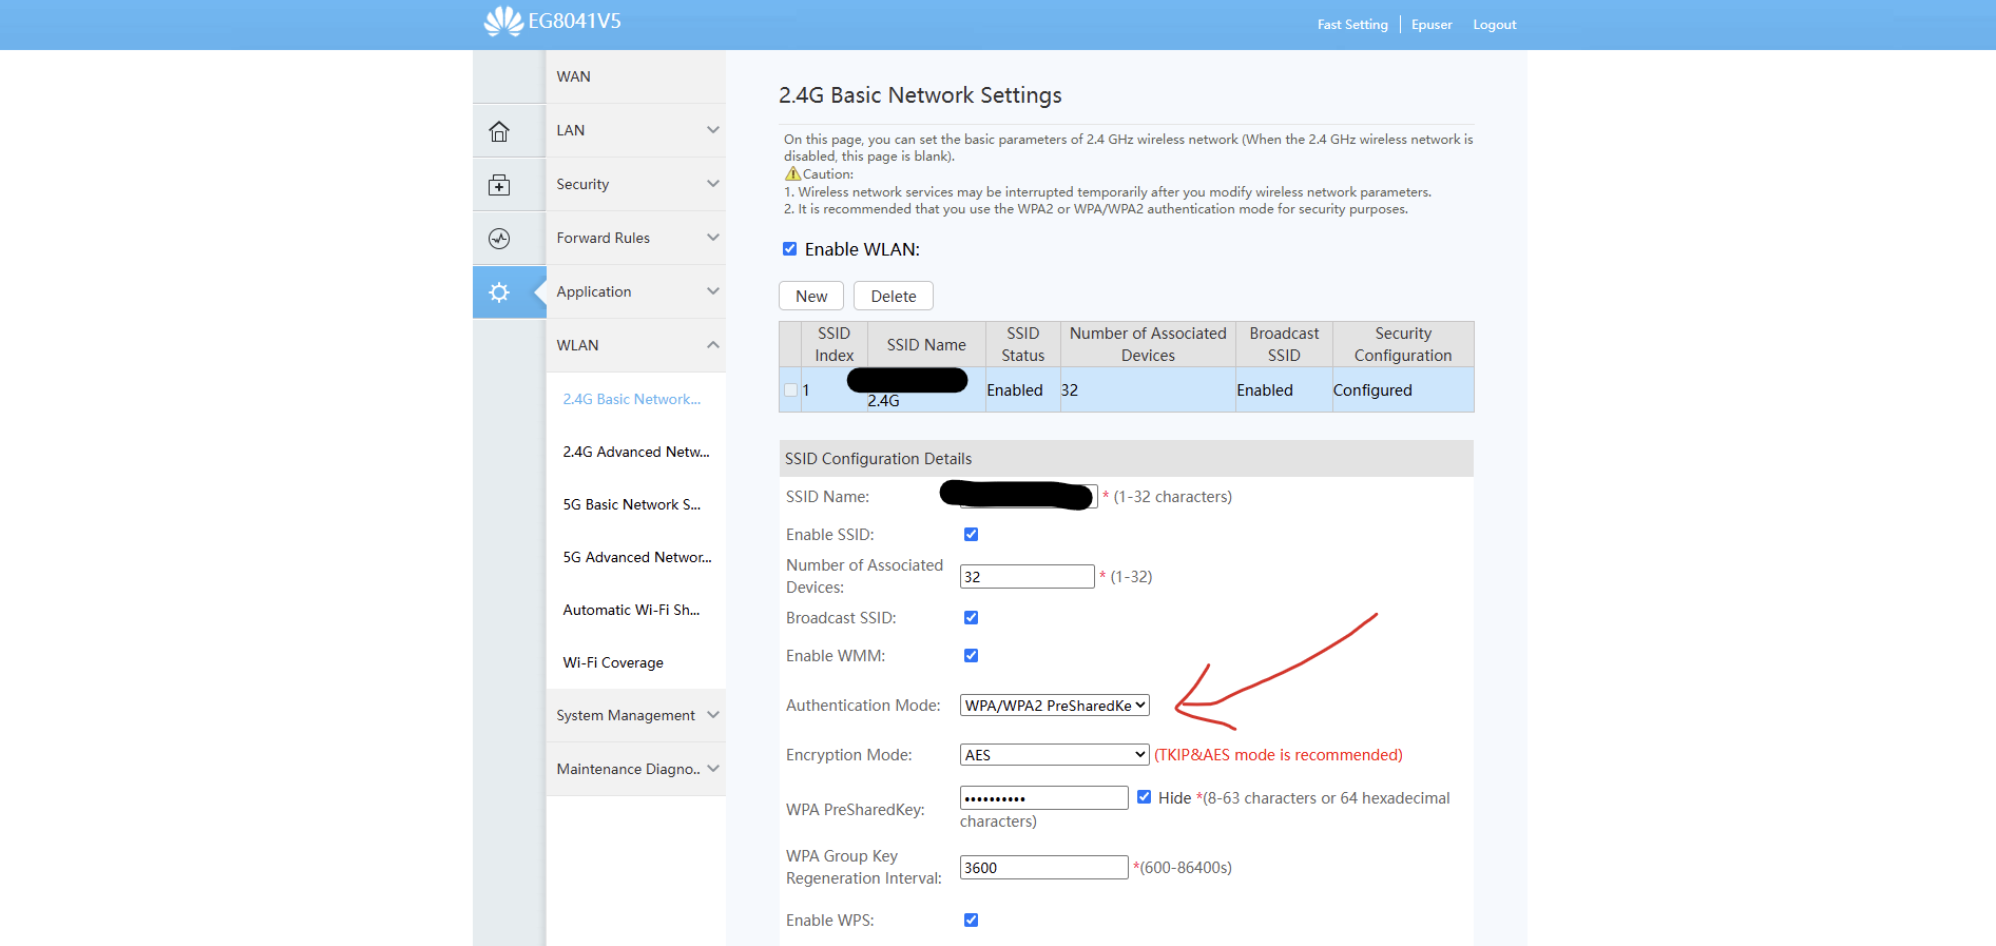 EG8041V5
Fast Setting
Epuser
Logout
WAN
LAN
Security
Forward Rules
Application
WLAN
2.4G Basic Network...
2.4G Advanced Netw...
5G Basic Network S...
5G Advanced Networ...
Automatic Wi-Fi Sh...
Wi-Fi Coverage
System Management
Maintenance Diagno..
2.4G Basic Network Settings
On this page, you can set the basic parameters of 2.4 GHz wireless network (When the 2.4 GHz wireless network is
disabled, this page is blank).
Caution:
1. Wireless network services may be interrupted temporarily after you modify wireless network parameters.
2. It is recommended that you use the WPA2 or WPA/WPA2 authentication mode for security purposes.
Enable WLAN:
New Delete
SSID Index SSID Name SSID Status Number of Associated Devices Broadcast SSID Security Configuration
1 2.4G Enabled 32 Enabled Configured
SSID Configuration Details
SSID Name: * (1-32 characters)
Enable SSID:
Number of Associated
Devices: 32 * (1-32)
Broadcast SSID:
Enable WMM:
Authentication Mode: WPA/WPA2 PreSharedKe
Encryption Mode: AES (TKIP&AES mode is recommended)
WPA PreSharedKey: •••••••••• Hide *(8-63 characters or 64 hexadecimal
characters)
WPA Group Key
Regeneration Interval: 3600 *(600-86400s)
Enable WPS: